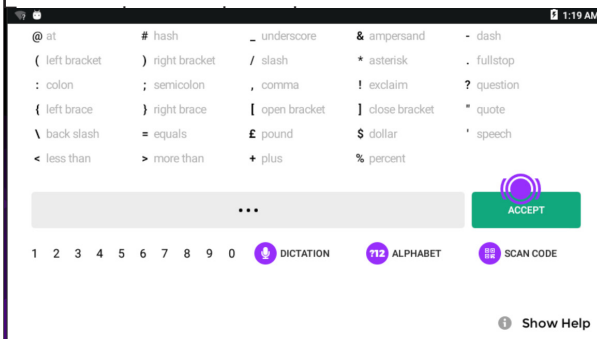 1:19 AM
@ at # hash _ underscore & ampersand - dash
( left bracket ) right bracket / slash * asterisk . fullstop
: colon ; semicolon , comma ! exclaim ? question
{ left brace } right brace [ open bracket ] close bracket " quote
\ back slash = equals £ pound $ dollar ' speech
< less than > more than + plus % percent
••• ACCEPT
1 2 3 4 5 6 7 8 9 0 DICTATION ?12 ALPHABET SCAN CODE
Show Help